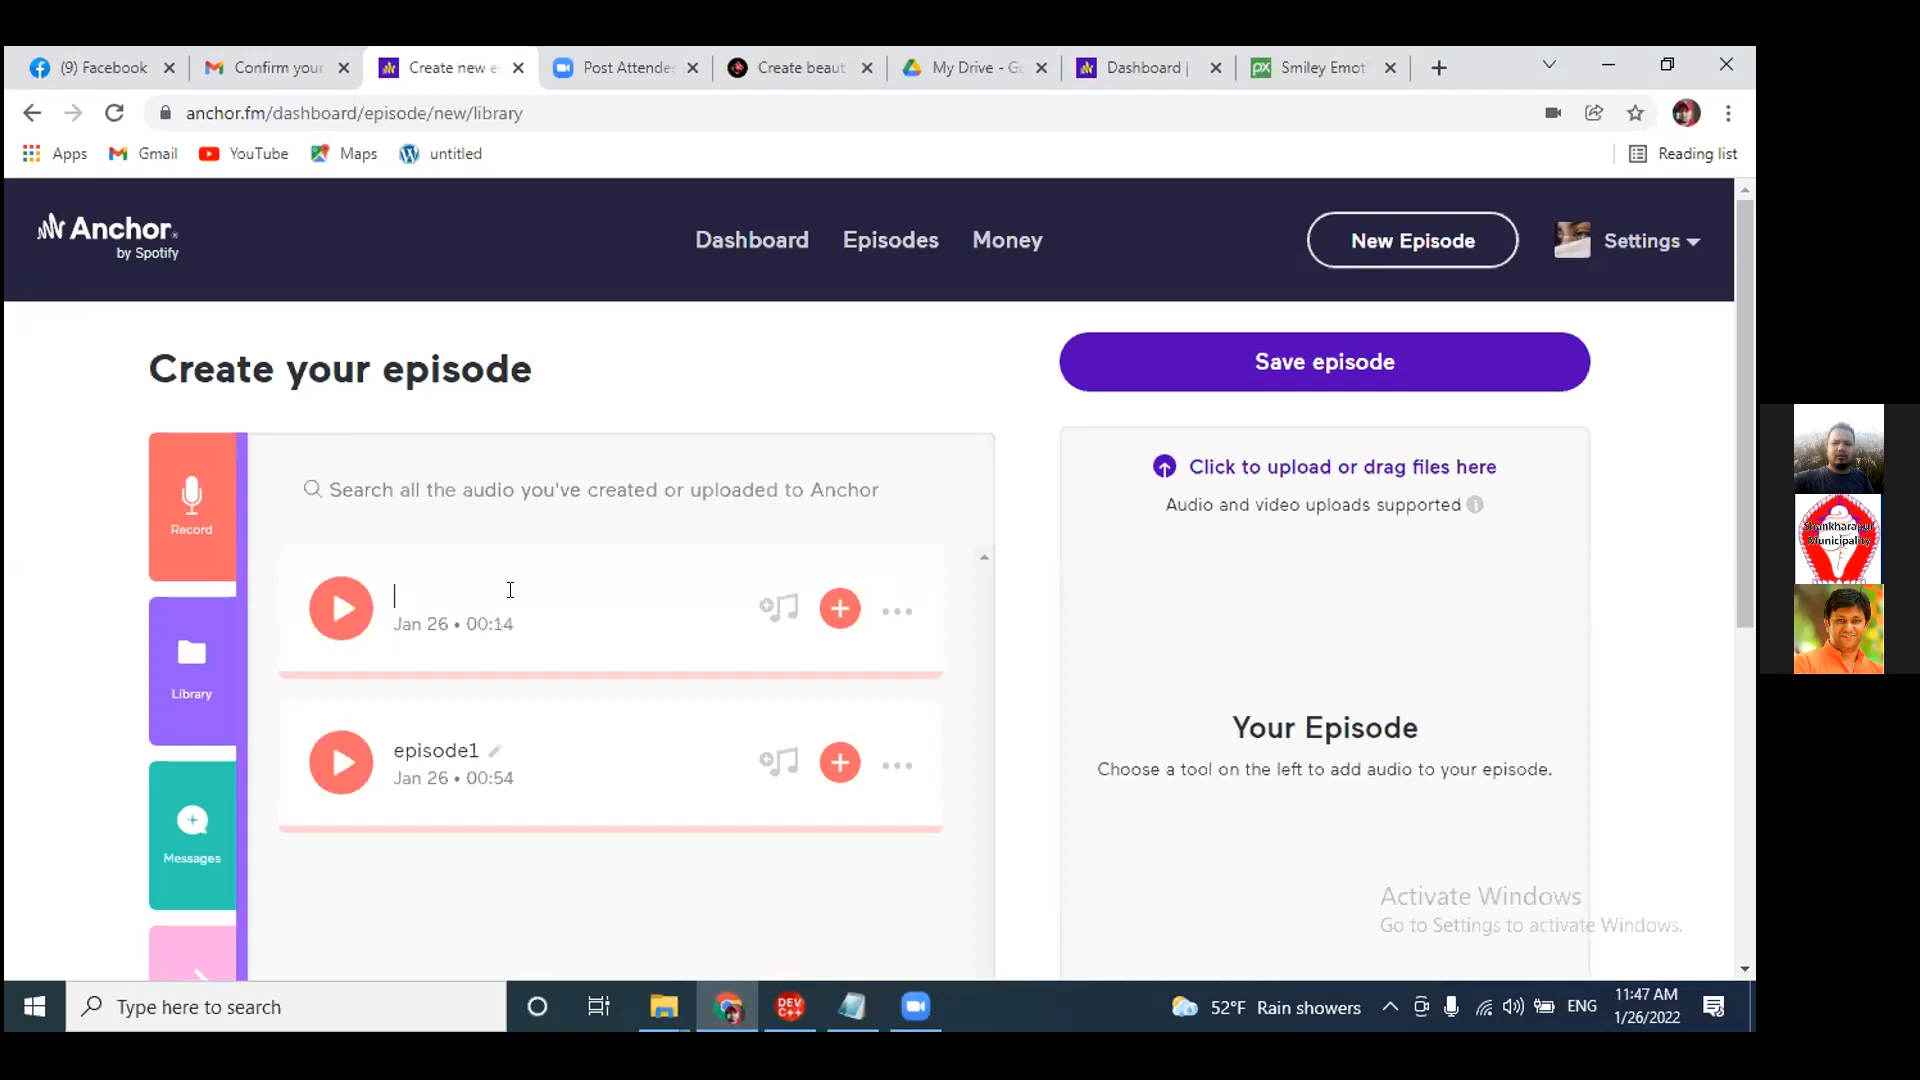 (9) Facebook
Confirm your
Create new e
Post Attende
Create beaut
My Drive - Go
Dashboard |
Smiley Emot
anchor.fm/dashboard/episode/new/library
Apps
Gmail
YouTube
Maps
untitled
Reading list
Anchor
by Spotify
Dashboard
Episodes
Money
New Episode
Settings
Create your episode
Save episode
Record
Library
Messages
Search all the audio you've created or uploaded to Anchor
Jan 26 • 00:14
episode1
Jan 26 • 00:54
Click to upload or drag files here
Audio and video uploads supported
Your Episode
Choose a tool on the left to add audio to your episode.
Activate Windows
Go to Settings to activate Windows.
Shankharapur
Municipality
Type here to search
DEV
C++
52°F Rain showers
ENG
11:47 AM
1/26/2022